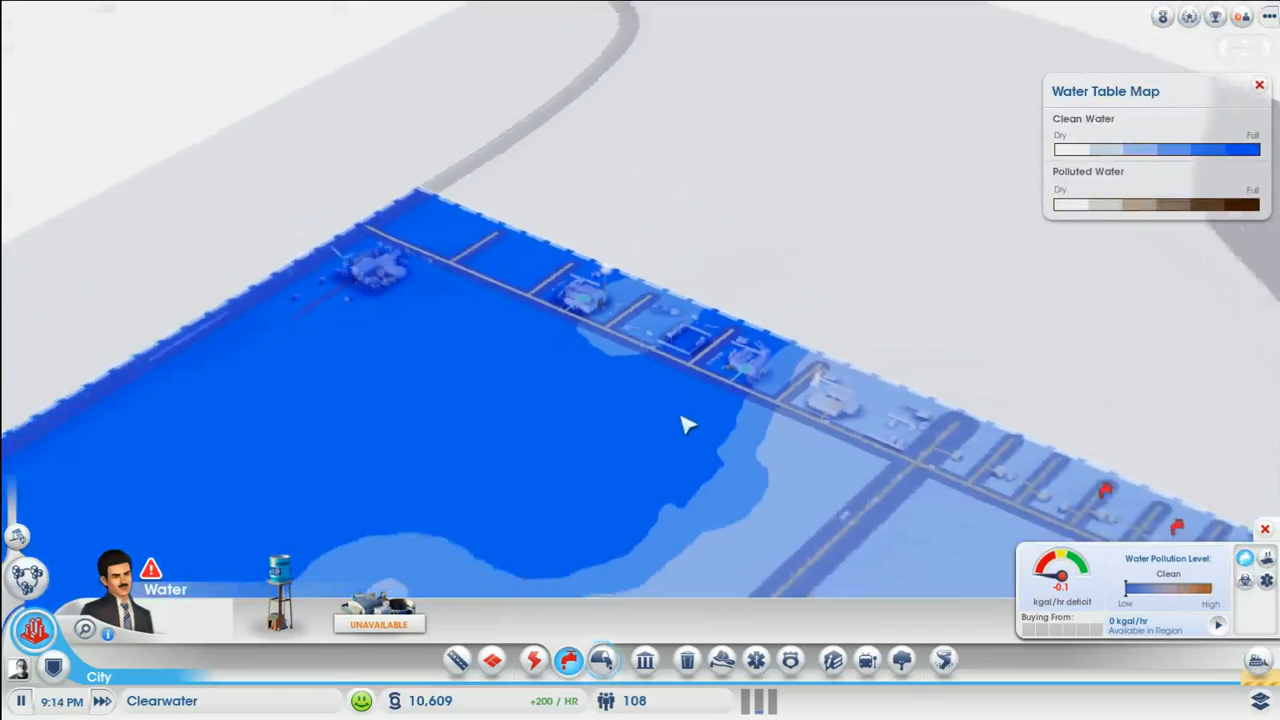 Water Table Map
Clean Water
Dry Full
Polluted Water
Dry Full
Water
UNAVAILABLE
-0.1
kgal/hr deficit
Buying From:
Water Pollution Level:
Clean
Low High
0 kgal/hr
Available in Region
City
9:14 PM
Clearwater
10,609
+200 / HR
108